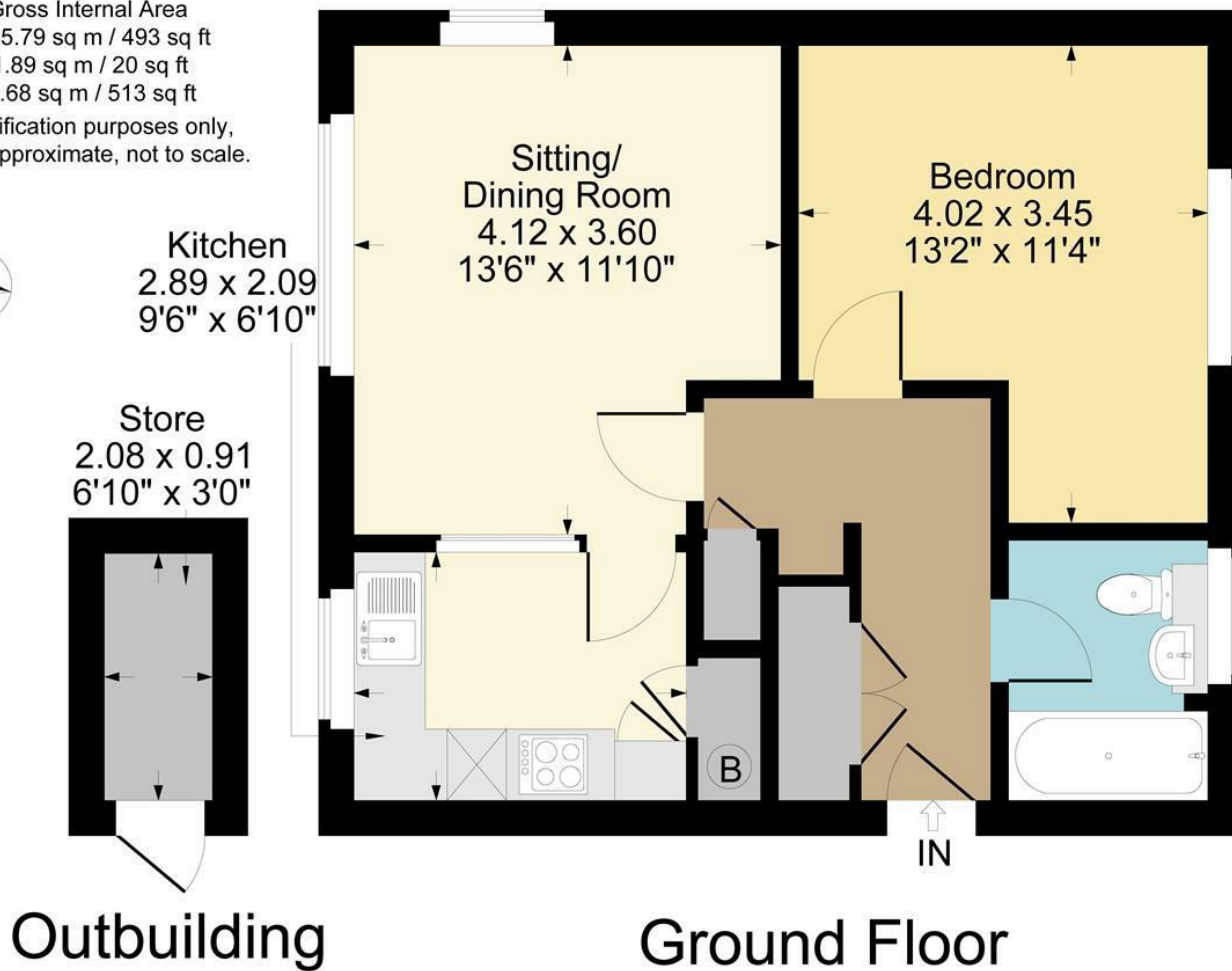 Gross Internal Area
5.79 sq m / 493 sq ft
.89 sq m / 20 sq ft
.68 sq m / 513 sq ft
purposes only,
approximate, not to scale.
Sitting/
Dining Room
4.12 x 3.60
13'6" x 11'10"
Bedroom
4.02 x 3.45
13'2" x 11'4"
Kitchen
2.89 x 2.09
9'6" x 6'10"
Store
2.08 x 0.91
6'10" x 3'0"
B
IN
Outbuilding
Ground Floor